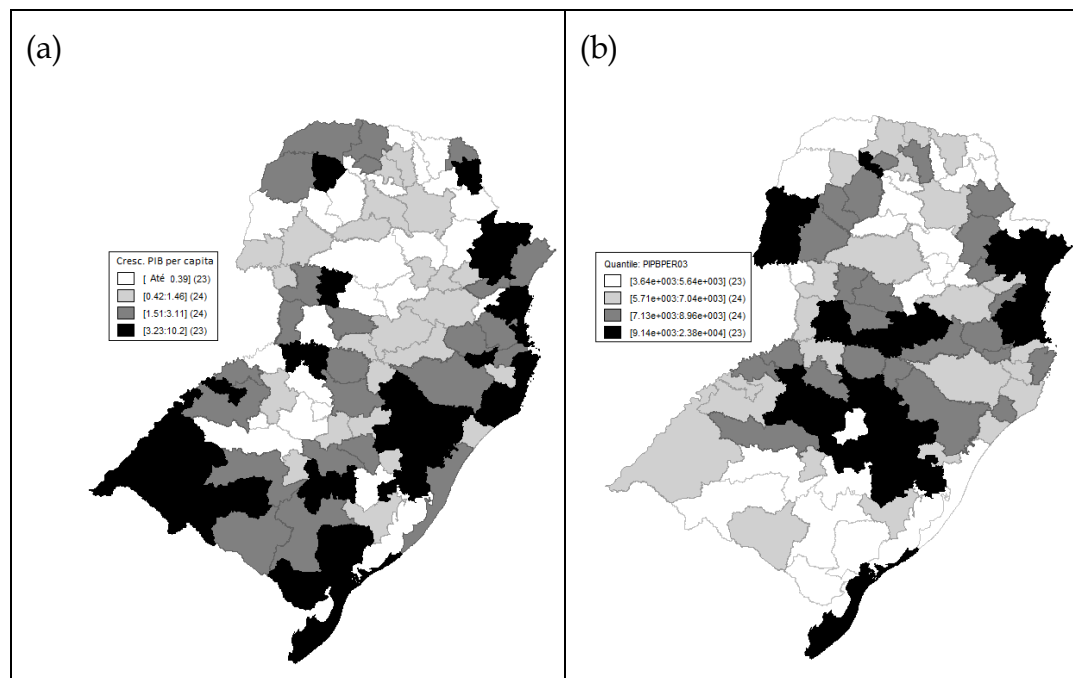 (a)
Cresc. PIB per capita
[ Até 0.39] (23)
[0.42:1.46] (24)
[1.51:3.11] (24)
[3.23:10.2] (23)
(b)
Quantile: PIPBPER03
[3.64e+003:5.64e+003] (23)
[5.71e+003:7.04e+003] (24)
[7.13e+003:8.96e+003] (24)
[9.14e+003:2.38e+004] (23)